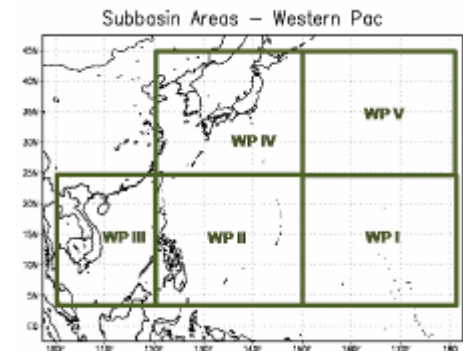 Subbasin Areas – Western Pac
45N
40N
35N
30N
25N
20N
15N
10N
5N
EQ
WP IV
WP V
WP III
WP II
WP I